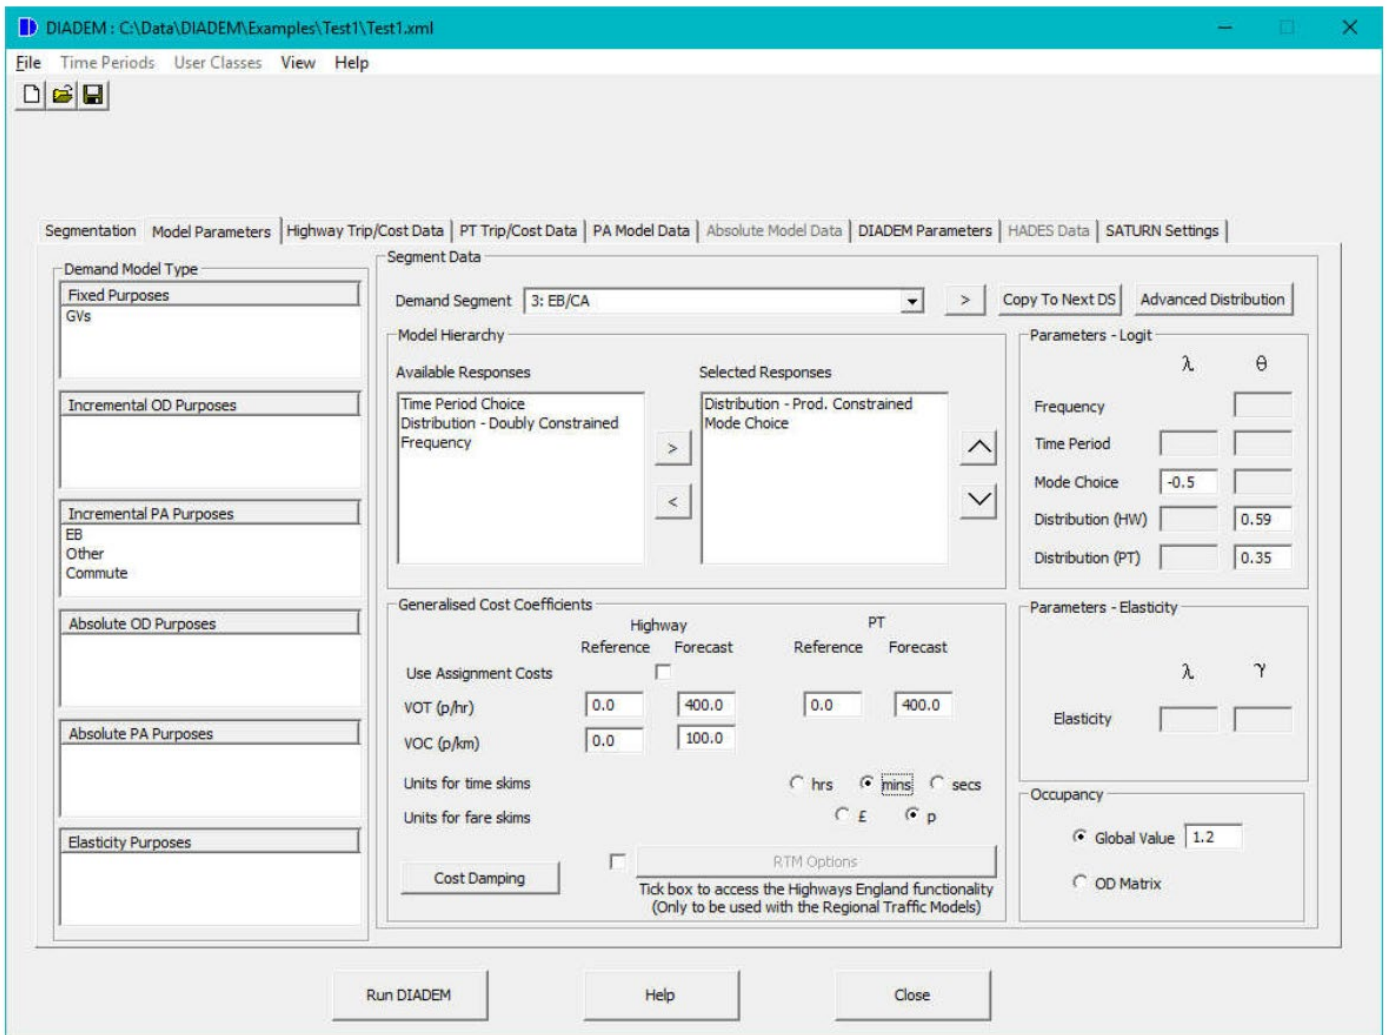 DIADEM : C:\Data\DIADEM\Examples\Test1\Test1.xml
File Time Periods User Classes View Help
Segmentation Model Parameters Highway Trip/Cost Data PT Trip/Cost Data PA Model Data Absolute Model Data DIADEM Parameters HADES Data SATURN Settings
Demand Model Type
Fixed Purposes
GVs
Incremental OD Purposes
Incremental PA Purposes
EB
Other
Commute
Absolute OD Purposes
Absolute PA Purposes
Elasticity Purposes
Segment Data
Demand Segment 3: EB/CA > Copy To Next DS Advanced Distribution
Model Hierarchy
Available Responses
Time Period Choice
Distribution - Doubly Constrained
Frequency
>
<
Selected Responses
Distribution - Prod. Constrained
Mode Choice
Parameters - Logit
λ θ
Frequency
Time Period
Mode Choice -0.5
Distribution (HW) 0.59
Distribution (PT) 0.35
Generalised Cost Coefficients
Highway PT
Reference Forecast Reference Forecast
Use Assignment Costs
VOT (p/hr) 0.0 400.0 0.0 400.0
VOC (p/km) 0.0 100.0
Units for time skims hrs mins secs
Units for fare skims £ p
Cost Damping RTM Options
Tick box to access the Highways England functionality
(Only to be used with the Regional Traffic Models)
Parameters - Elasticity
λ γ
Elasticity
Occupancy
Global Value 1.2
OD Matrix
Run DIADEM Help Close